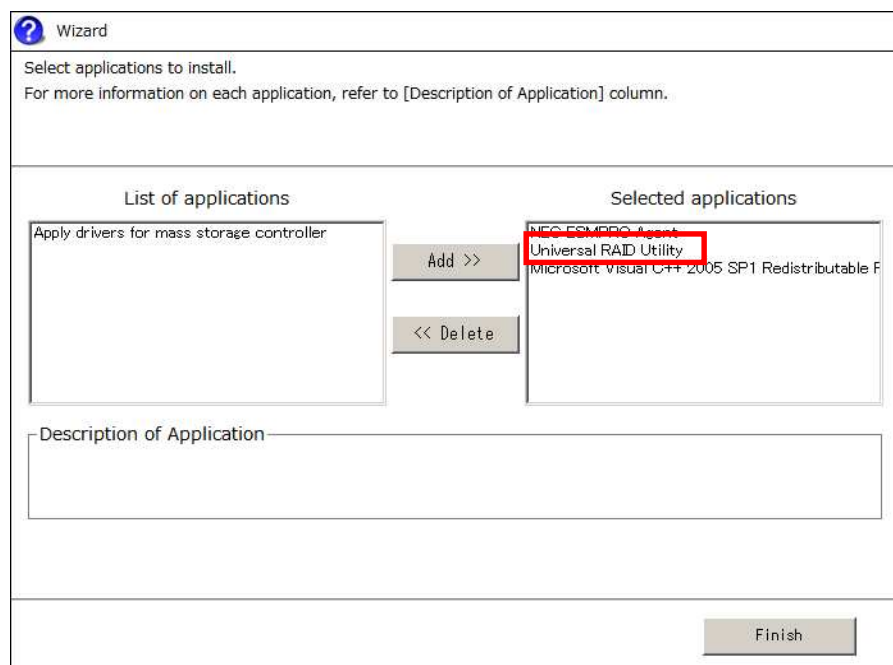 Wizard
Select applications to install.
For more information on each application, refer to [Description of Application] column.
List of applications
Selected applications
Apply drivers for mass storage controller
NEC ESMPRO Agent
Universal RAID Utility
Microsoft Visual C++ 2005 SP1 Redistributable
Add >>
<< Delete
Description of Application
Finish